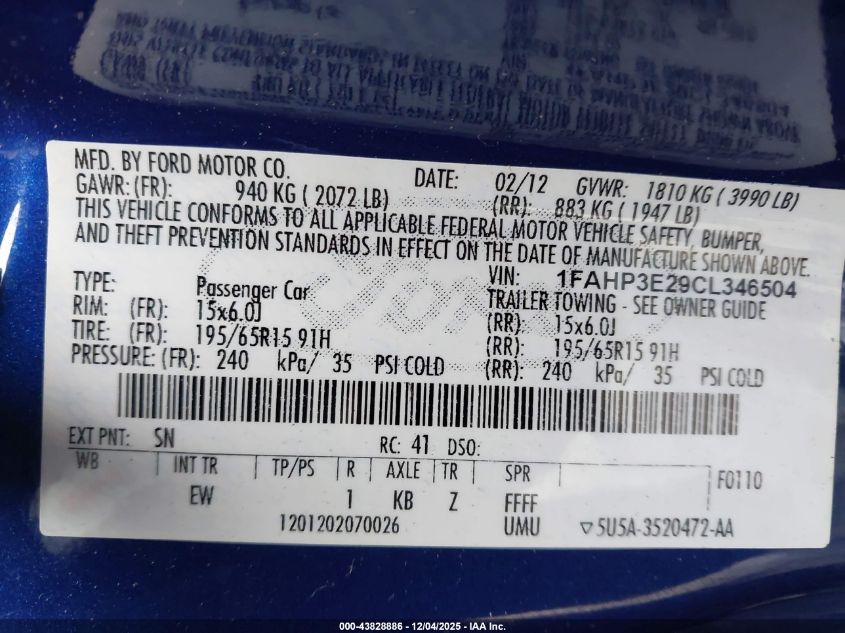 MFD. BY FORD MOTOR CO. DATE: 02/12 GVWR: 1810 KG ( 3990 LB)
GAWR: (FR): 940 KG ( 2072 LB) (RR): 883 KG ( 1947 LB)
THIS VEHICLE CONFORMS TO ALL APPLICABLE FEDERAL MOTOR VEHICLE SAFETY, BUMPER,
AND THEFT PREVENTION STANDARDS IN EFFECT ON THE DATE OF MANUFACTURE SHOWN ABOVE.
VIN: 1FAHP3E29CL346504
TYPE: Passenger Car TRAILER TOWING - SEE OWNER GUIDE
RIM: (FR): 15x6.0J (RR): 15x6.0J
TIRE: (FR): 195/65R15 91H (RR): 195/65R15 91H
PRESSURE: (FR): 240 kPa/ 35 PSI COLD (RR): 240 kPa/ 35 PSI COLD
EXT PNT: SN RC: 41 DSO:
WB INT TR TP/PS R AXLE TR SPR F0110
EW 1 KB Z FFFF
1201202070026 UMU ▽5U5A-3520472-AA
000-43828886 - 12/04/2025 - IAA Inc.